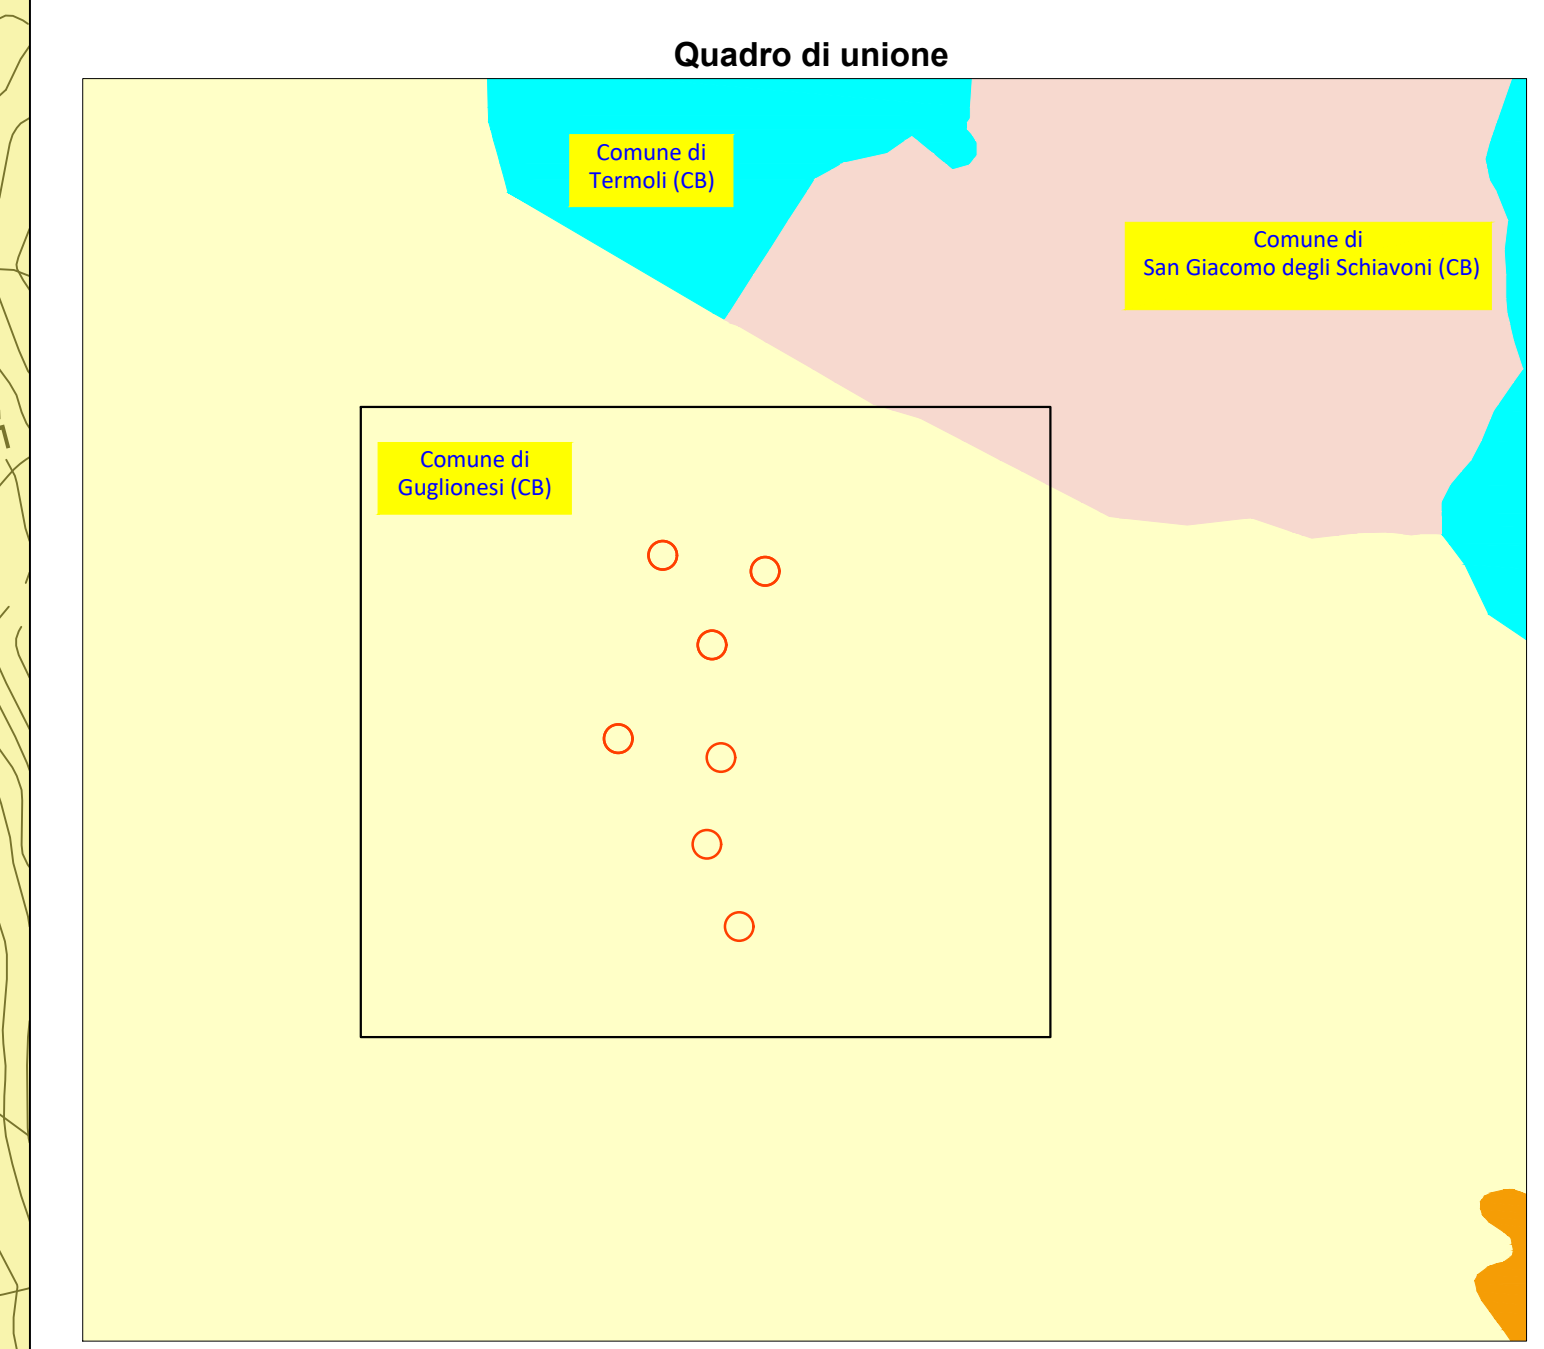 Quadro di unione
Comune di
Termoli (CB)
Comune di
San Giacomo degli Schiavoni (CB)
Comune di
Guglionesi (CB)